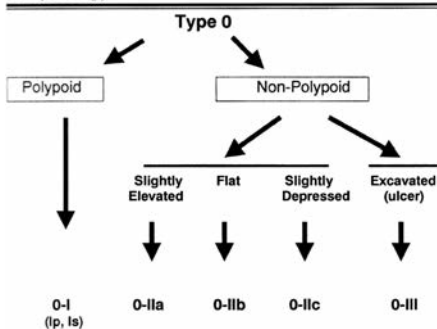 Type 0
Polypoid
Non-Polypoid
Slightly Elevated
Flat
Slightly Depressed
Excavated (ulcer)
0-I
(Ip, Is)
0-IIa
0-IIb
0-IIc
0-III